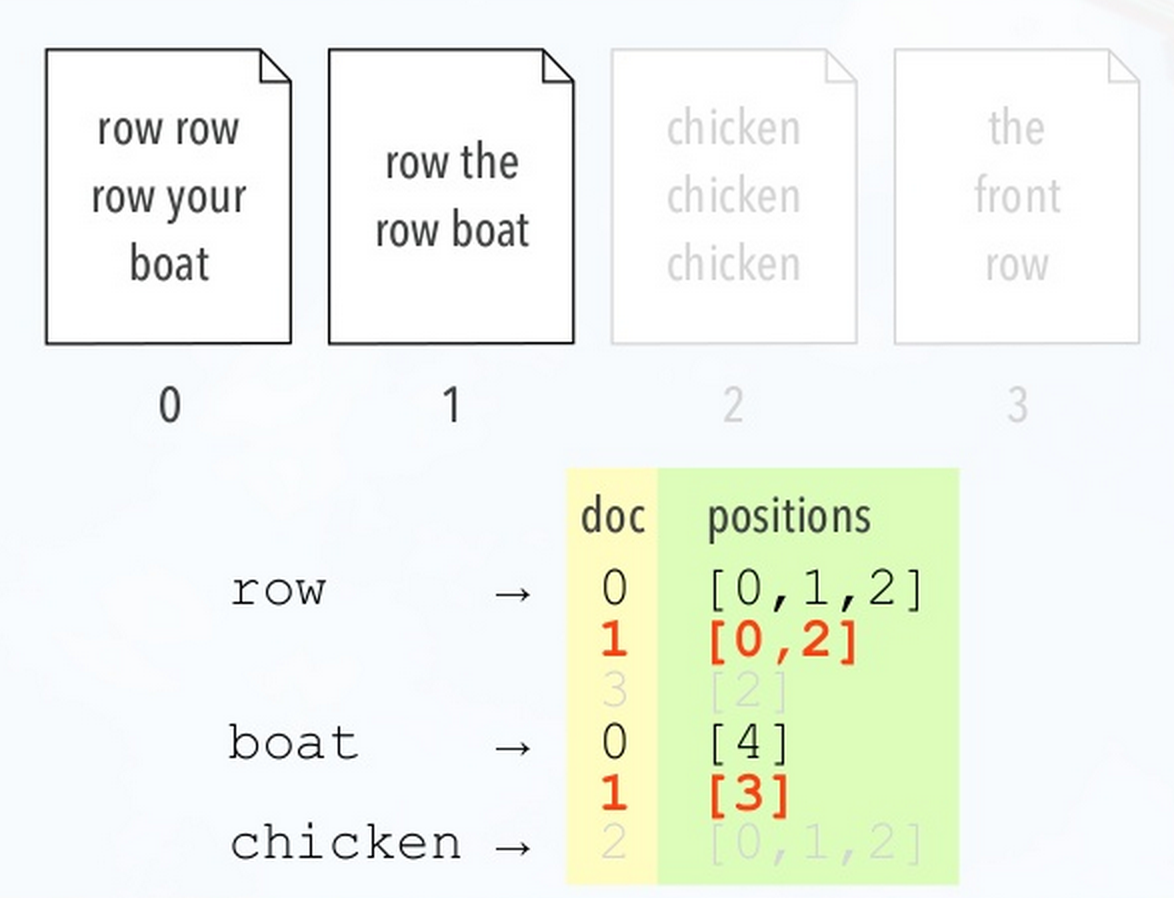 row row
row your
boat
row the
row boat
chicken
chicken
chicken
the
front
row
0 1 2 3
doc positions
row → 0 [0,1,2]
1 [0,2]
3 [2]
boat → 0 [4]
1 [3]
chicken → 2 [0,1,2]